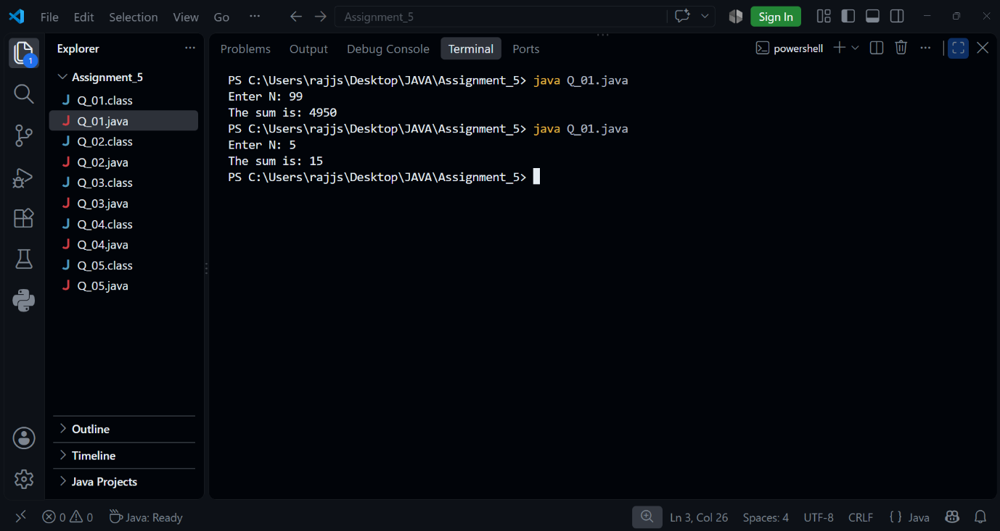 File Edit Selection View Go ··· Assignment_5 Sign In
Explorer ···
Assignment_5
J Q_01.class
J Q_01.java
J Q_02.class
J Q_02.java
J Q_03.class
J Q_03.java
J Q_04.class
J Q_04.java
J Q_05.class
J Q_05.java
Outline
Timeline
Java Projects
1
Problems Output Debug Console Terminal Ports powershell
PS C:\Users\rajjs\Desktop\JAVA\Assignment_5> java Q_01.java
Enter N: 99
The sum is: 4950
PS C:\Users\rajjs\Desktop\JAVA\Assignment_5> java Q_01.java
Enter N: 5
The sum is: 15
PS C:\Users\rajjs\Desktop\JAVA\Assignment_5>
0 0 Java: Ready Ln 3, Col 26 Spaces: 4 UTF-8 CRLF {} Java